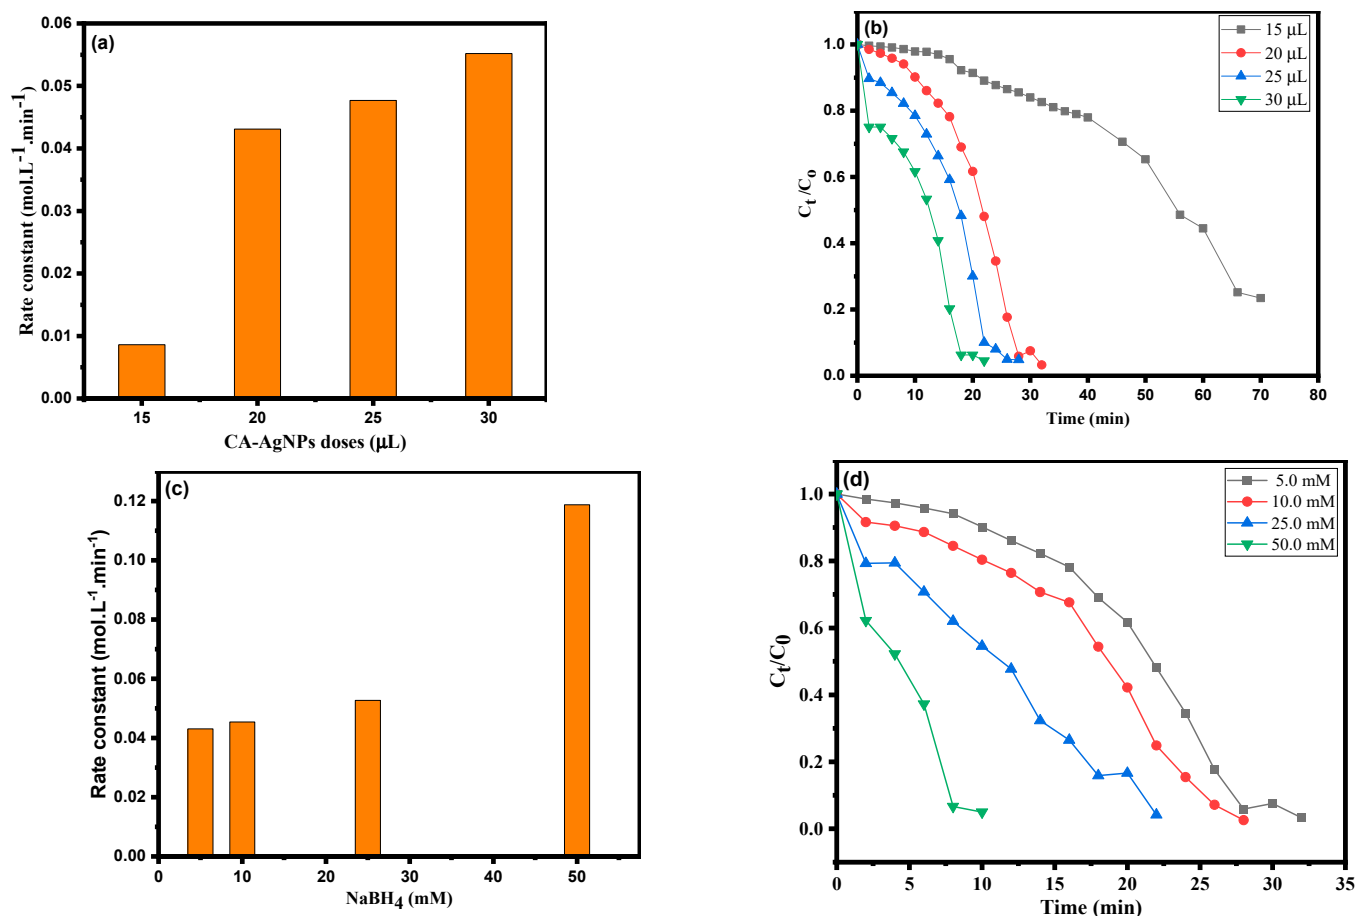 (a)
Rate constant (mol.L⁻¹.min⁻¹)
0.06
0.05
0.04
0.03
0.02
0.01
0.00
15 20 25 30
CA-AgNPs doses (µL)
(b)
15 µL
20 µL
25 µL
30 µL
Cₜ/Cₒ
1.0
0.8
0.6
0.4
0.2
0.0
0 10 20 30 40 50 60 70 80
Time (min)
(c)
Rate constant (mol.L⁻¹.min⁻¹)
0.12
0.10
0.08
0.06
0.04
0.02
0.00
0 10 20 30 40 50
NaBH₄ (mM)
(d)
5.0 mM
10.0 mM
25.0 mM
50.0 mM
Cₜ/C₀
1.0
0.8
0.6
0.4
0.2
0.0
0 5 10 15 20 25 30 35
Time (min)